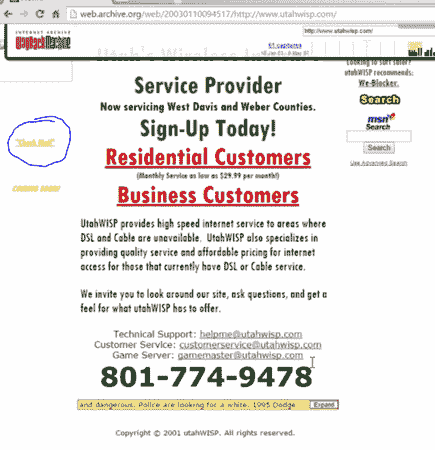 web.archive.org/web/20030110094517/http://www.utahwisp.com/
INTERNET ARCHIVE
WayBackMachine
http://www.utahwisp.com/
61 captures
Utah's Wireless
Service Provider
Now servicing West Davis and Weber Counties.
Sign-Up Today!
Residential Customers
(Monthly Service as low as $29.99 per month!)
Business Customers
UtahWISP provides high speed internet service to areas where
DSL and Cable are unavailable. UtahWISP also specializes in
providing quality service and affordable pricing for internet
access for those that currently have DSL or Cable service.
We invite you to look around our site, ask questions, and get a
feel for what utahWISP has to offer.
Technical Support: helpme@utahwisp.com
Customer Service: customerservice@utahwisp.com
Game Server: gamemaster@utahwisp.com
801-774-9478
and dangerous. Police are looking for a white, 1995 Dodge
Expand
Copyright © 2001 utahWISP. All rights reserved.
COMING SOON!
Looking to surf safer?
utahWISP recommends:
We-Blocker.
Search
msn
Search
Search
Use Advanced Search